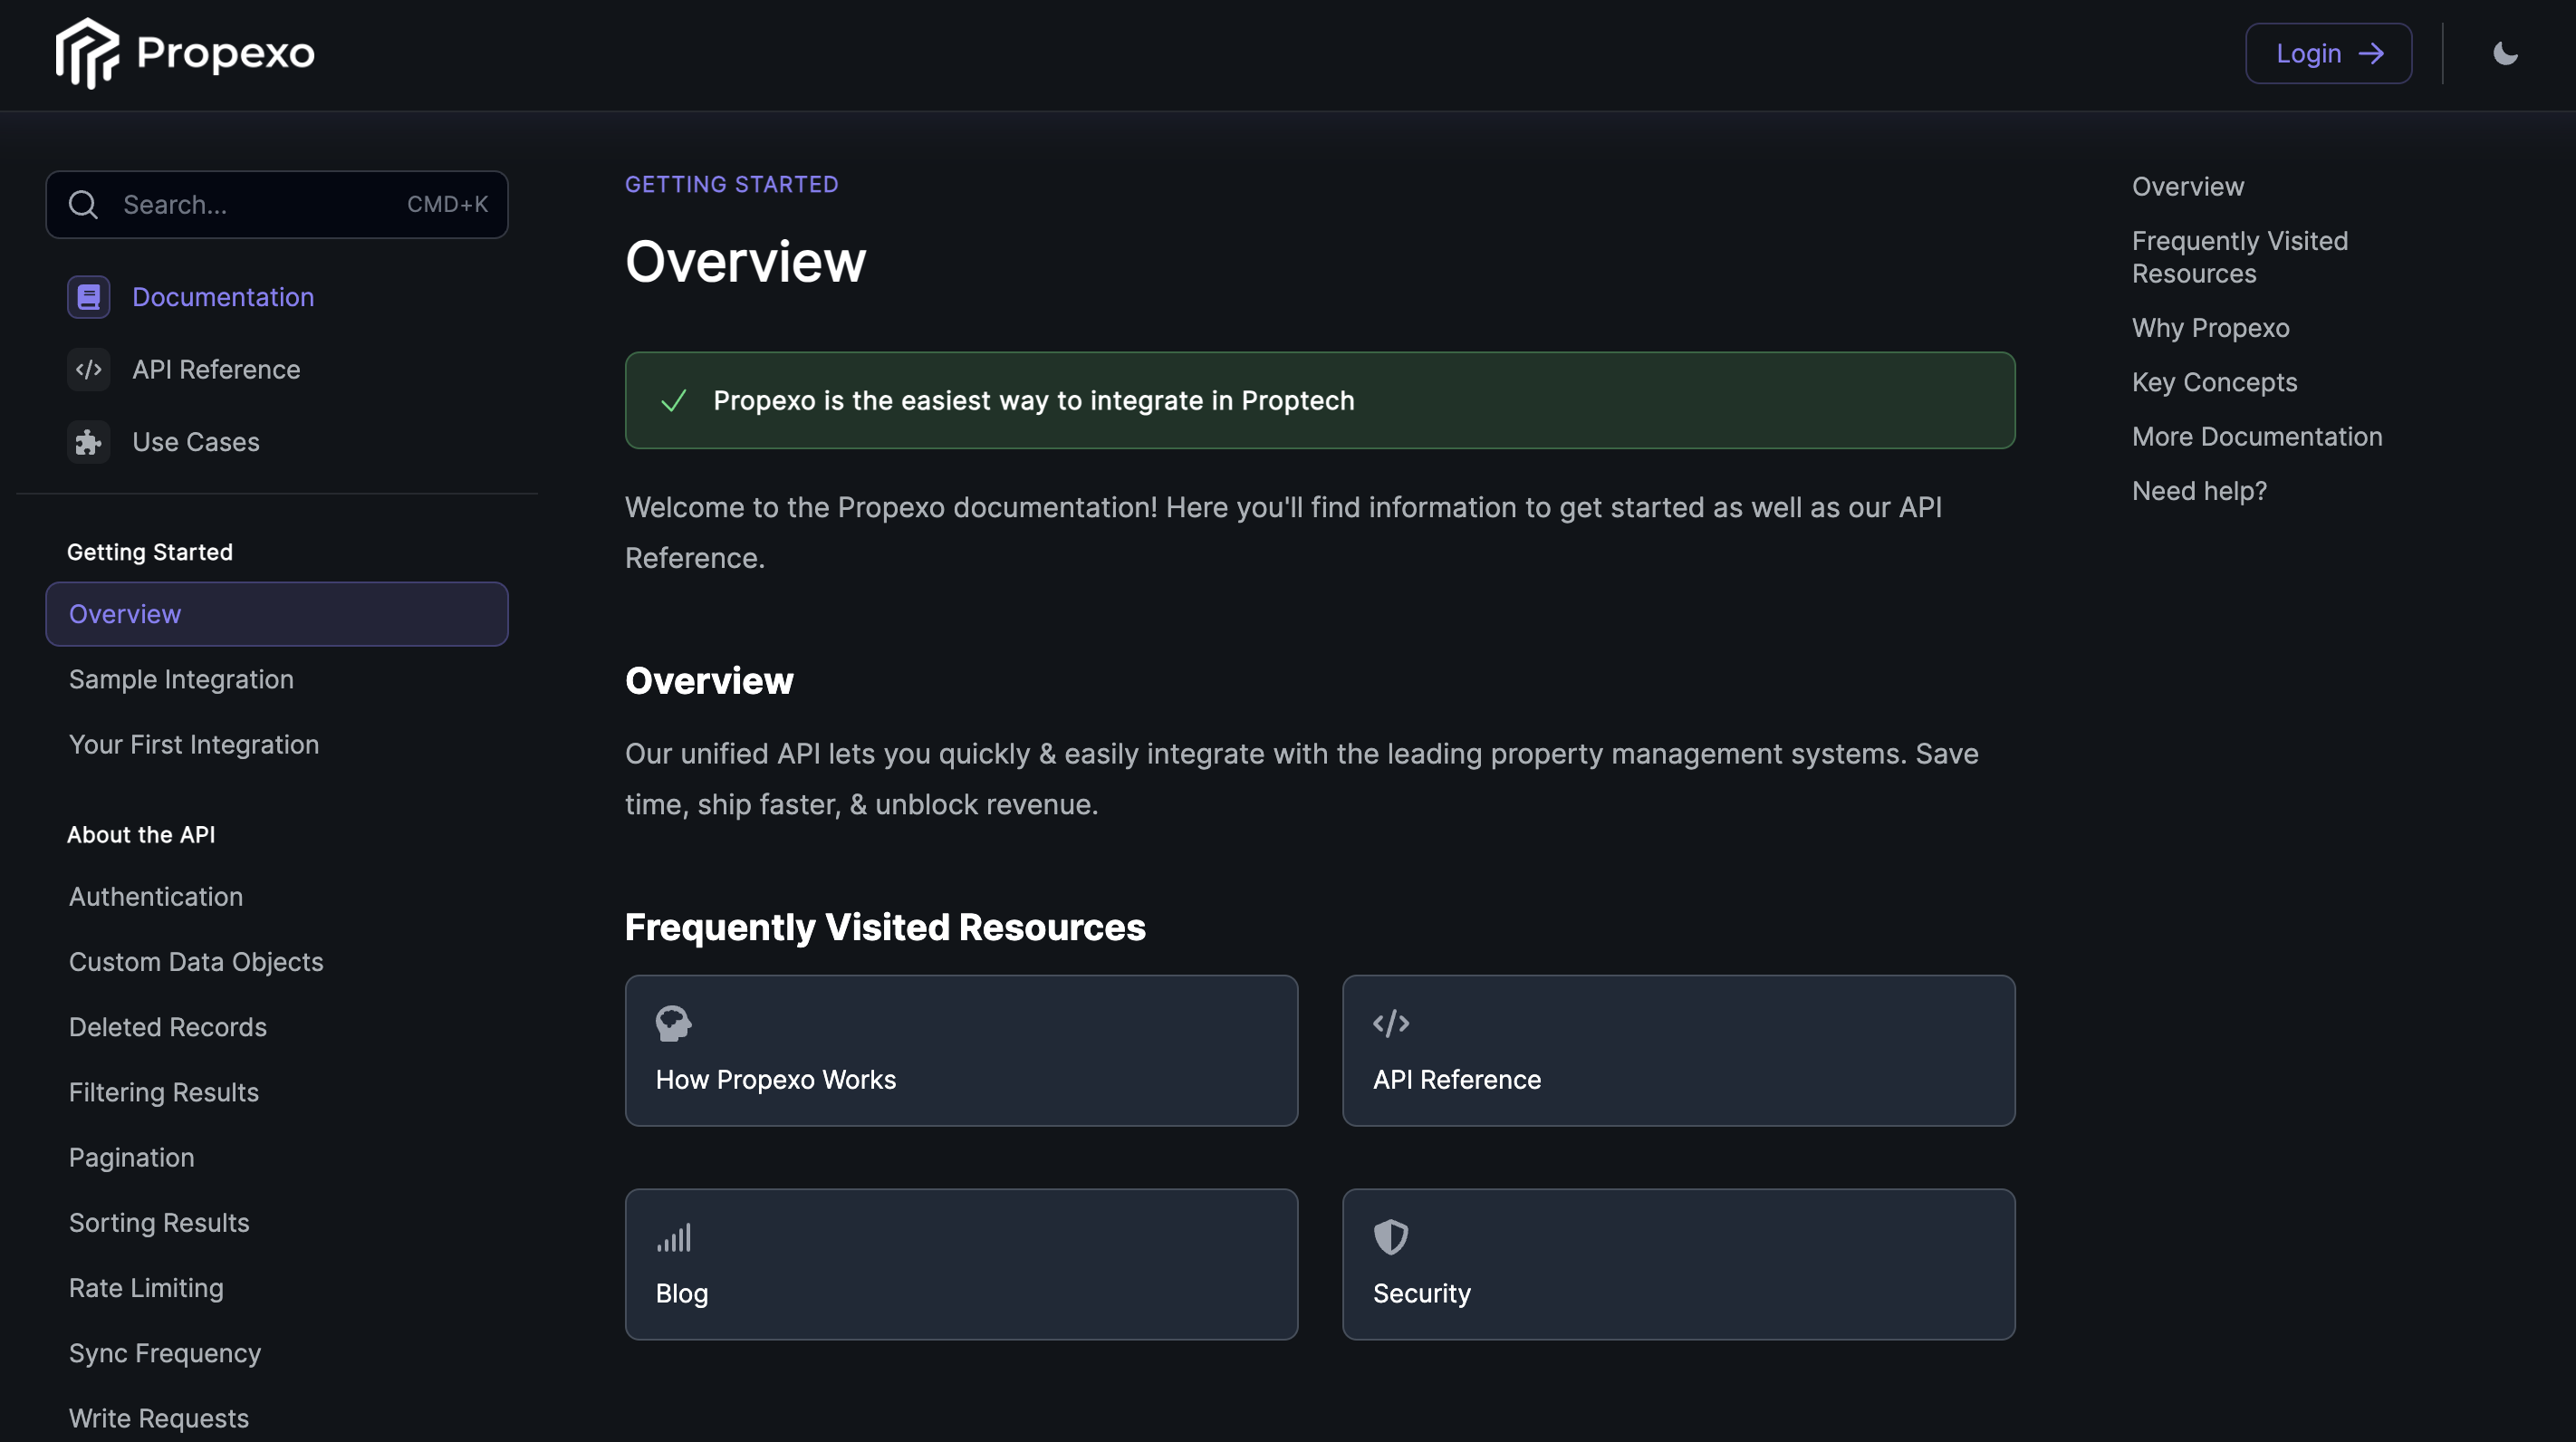 Propexo
Login
Search...
CMD+K
Documentation
API Reference
Use Cases
Getting Started
Overview
Sample Integration
Your First Integration
About the API
Authentication
Custom Data Objects
Deleted Records
Filtering Results
Pagination
Sorting Results
Rate Limiting
Sync Frequency
Write Requests
GETTING STARTED
Overview
Propexo is the easiest way to integrate in Proptech
Welcome to the Propexo documentation! Here you'll find information to get started as well as our API
Reference.
Overview
Our unified API lets you quickly & easily integrate with the leading property management systems. Save
time, ship faster, & unblock revenue.
Frequently Visited Resources
How Propexo Works
API Reference
Blog
Security
Overview
Frequently Visited
Resources
Why Propexo
Key Concepts
More Documentation
Need help?